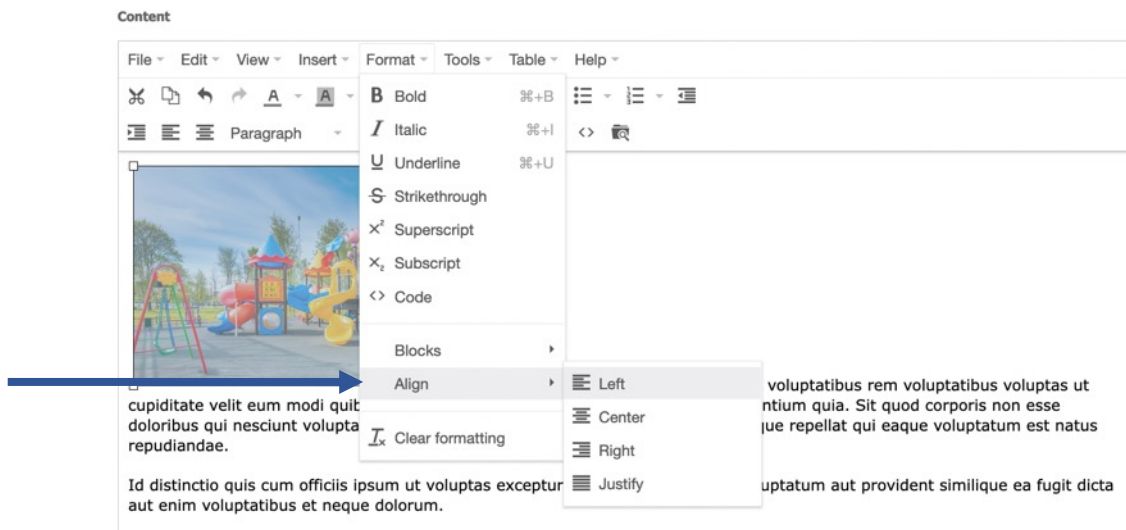 Content
File Edit View Insert Format Tools Table Help
A A
Paragraph
B Bold ⌘+B
I Italic ⌘+I
U Underline ⌘+U
S Strikethrough
X² Superscript
X₂ Subscript
<> Code
Blocks
Align
Clear formatting
Left
Center
Right
Justify
voluptatibus rem voluptatibus voluptas ut
cupiditate velit eum modi quib ntium quia. Sit quod corporis non esse
doloribus qui nesciunt volupta ue repellat qui eaque voluptatum est natus
repudiandae.
Id distinctio quis cum officiis ipsum ut voluptas exceptur uptatum aut provident similique ea fugit dicta
aut enim voluptatibus et neque dolorum.